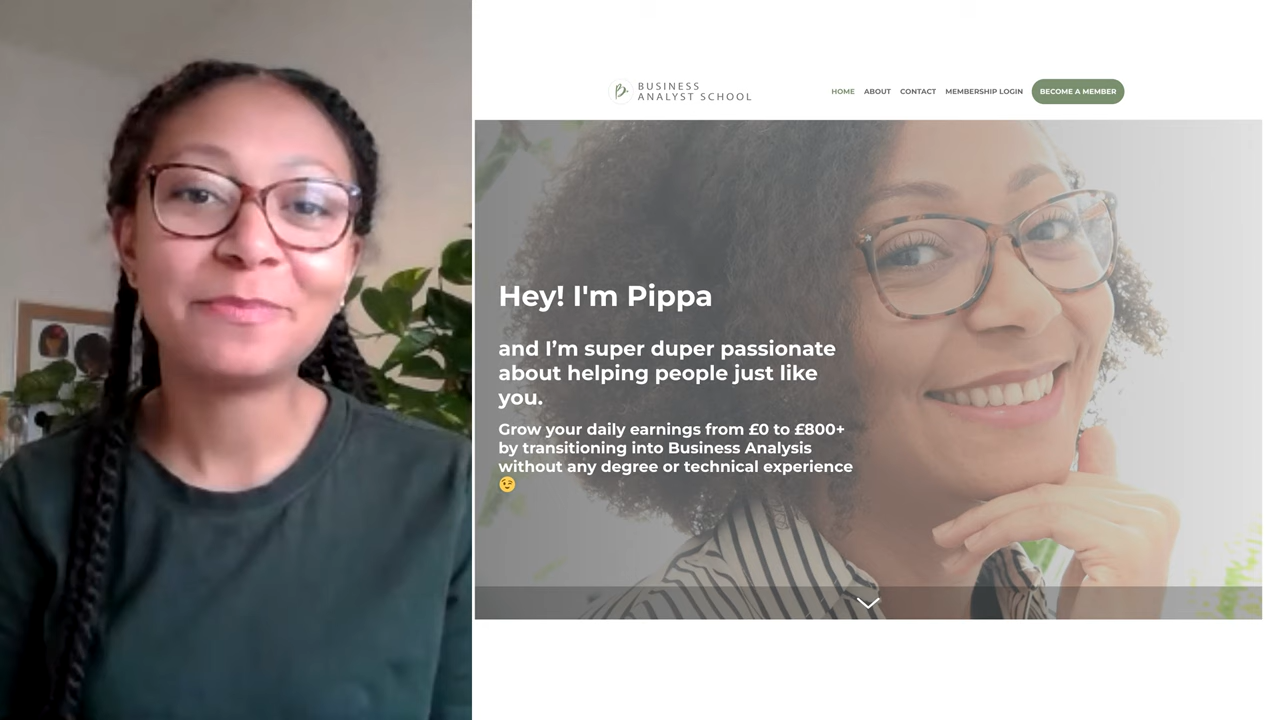 BUSINESS
ANALYST SCHOOL
HOME ABOUT CONTACT MEMBERSHIP LOGIN BECOME A MEMBER
Hey! I'm Pippa
and I’m super duper passionate
about helping people just like
you.
Grow your daily earnings from £0 to £800+
by transitioning into Business Analysis
without any degree or technical experience
😉